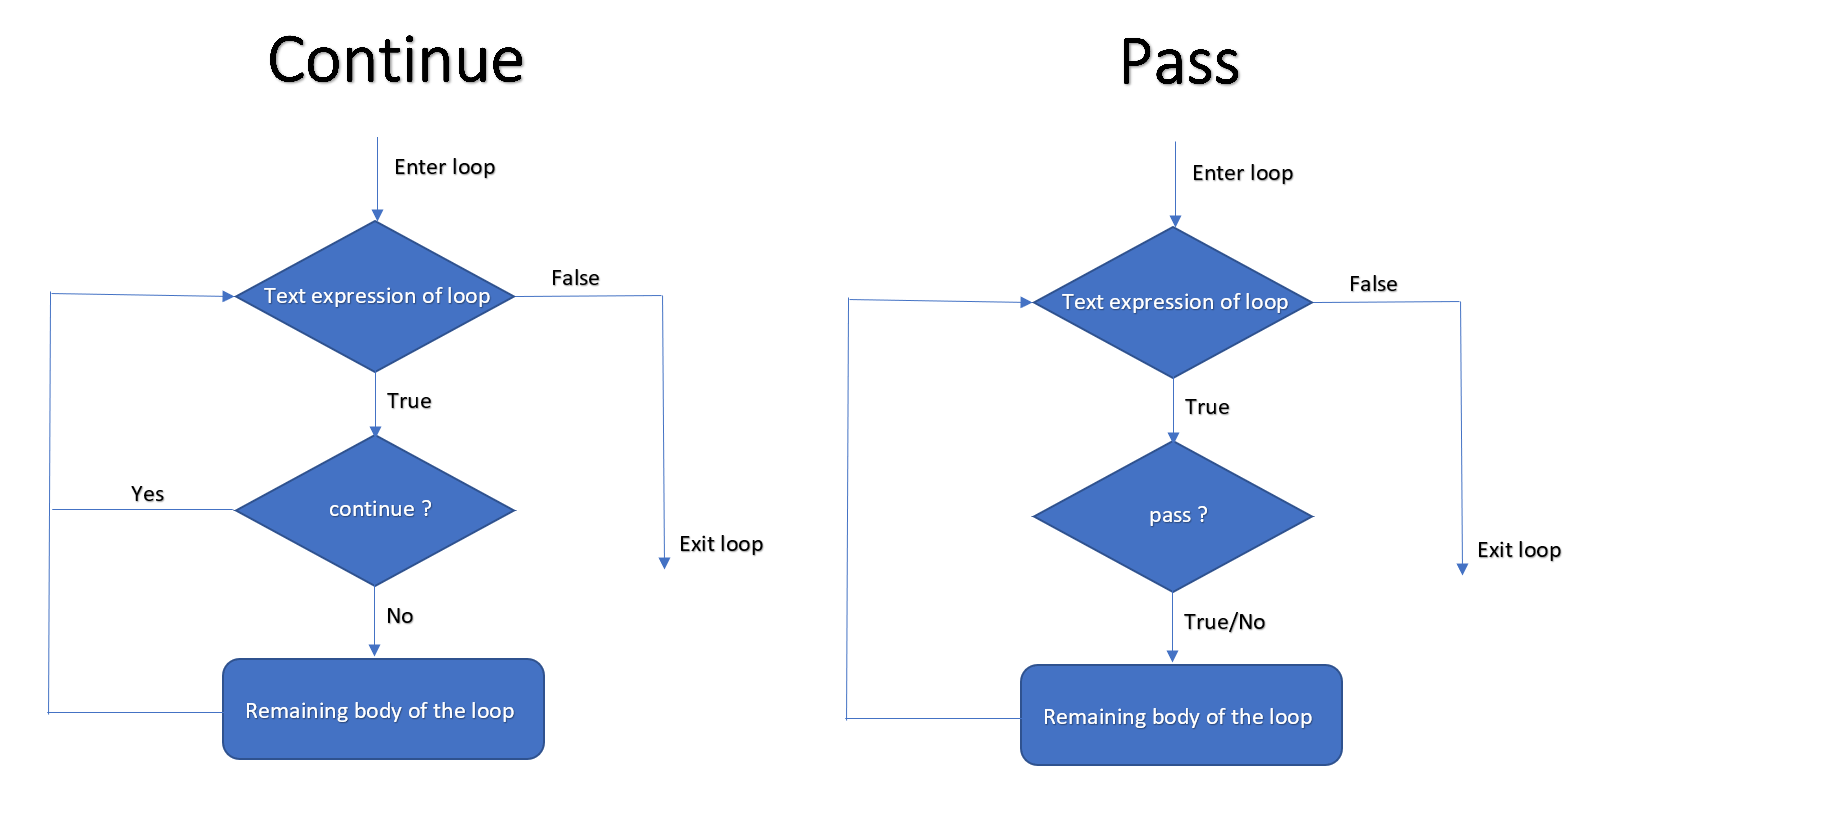 Continue
Enter loop
Text expression of loop
False
True
continue ?
Yes
Exit loop
No
Remaining body of the loop
Pass
Enter loop
Text expression of loop
False
True
pass ?
Exit loop
True/No
Remaining body of the loop